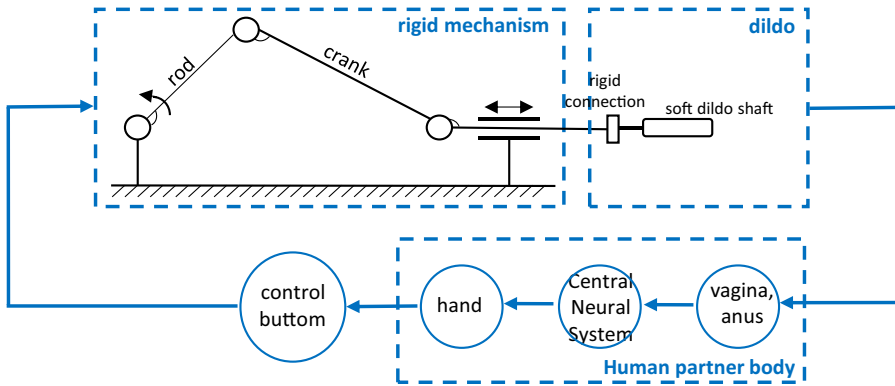 rigid mechanism
dildo
rod
crank
rigid
connection
soft dildo shaft
control
buttom
hand
Central
Neural
System
vagina,
anus
Human partner body